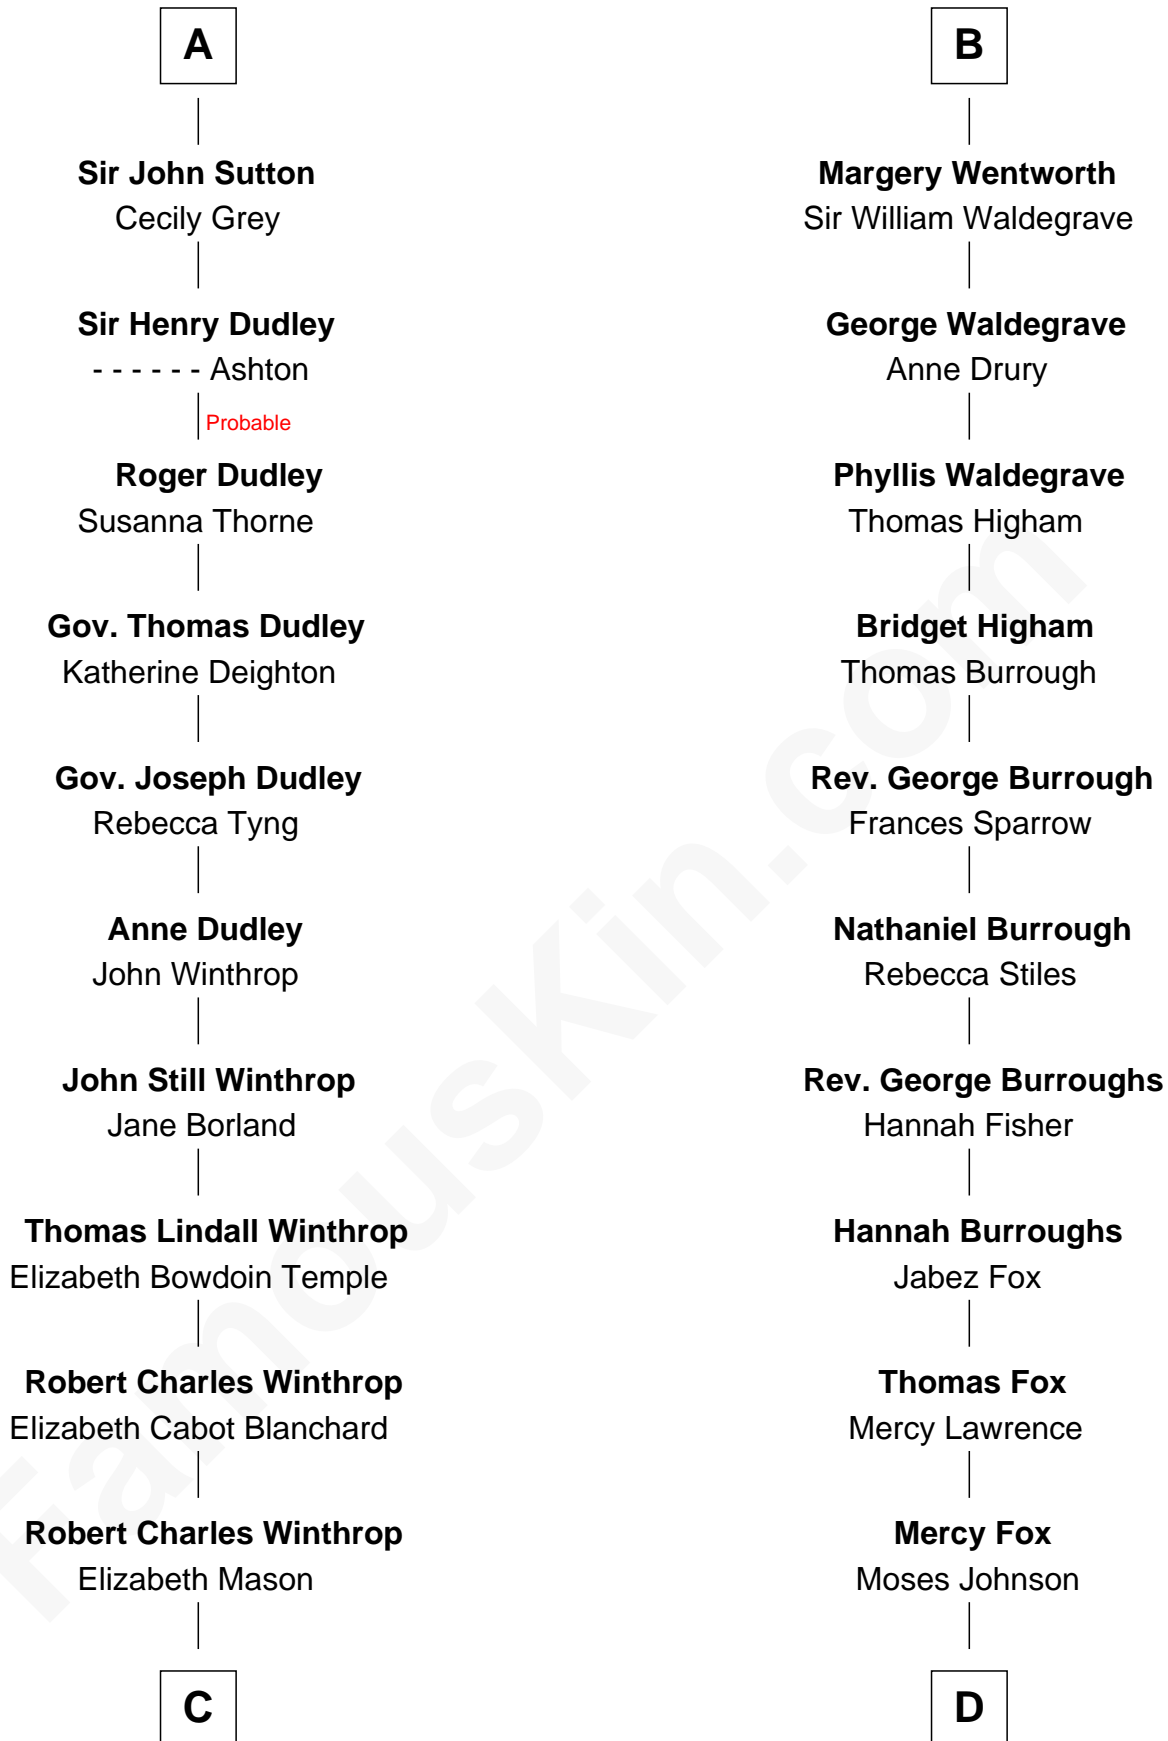 A
Sir John Sutton
Cecily Grey
Sir Henry Dudley
- - - - - - Ashton
Probable
Roger Dudley
Susanna Thorne
Gov. Thomas Dudley
Katherine Deighton
Gov. Joseph Dudley
Rebecca Tyng
Anne Dudley
John Winthrop
John Still Winthrop
Jane Borland
Thomas Lindall Winthrop
Elizabeth Bowdoin Temple
Robert Charles Winthrop
Elizabeth Cabot Blanchard
Robert Charles Winthrop
Elizabeth Mason
C
B
Margery Wentworth
Sir William Waldegrave
George Waldegrave
Anne Drury
Phyllis Waldegrave
Thomas Higham
Bridget Higham
Thomas Burrough
Rev. George Burrough
Frances Sparrow
Nathaniel Burrough
Rebecca Stiles
Rev. George Burroughs
Hannah Fisher
Hannah Burroughs
Jabez Fox
Thomas Fox
Mercy Lawrence
Mercy Fox
Moses Johnson
D
FamousKin.com